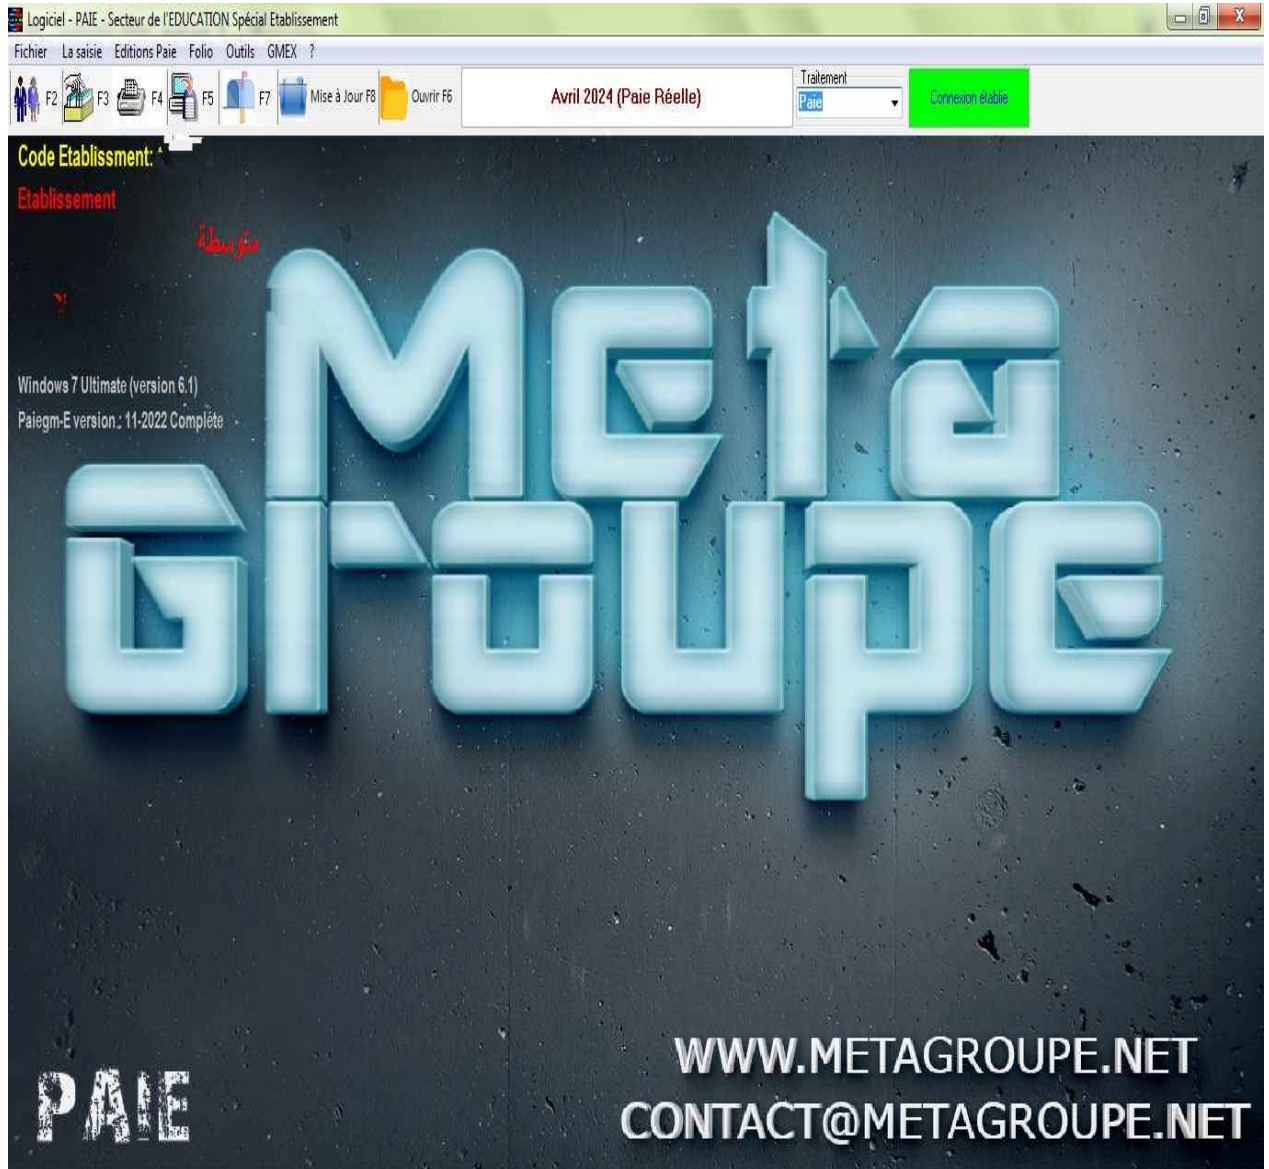 Logiciel - PAIE - Secteur de l'EDUCATION Spécial Etablissement
Fichier La saisie Editions Paie Folio Outils GMEX ?
F2 F3 F4 F5 F7 Mise à Jour F8 Ouvrir F6 Avril 2024 (Paie Réelle) Traitement Paie Connexion établie
Code Etablissment:
Etablissement
متوسطة
Windows 7 Ultimate (version 6.1)
Paiegm-E version : 11-2022 Complète
Meta
Groupe
WWW.METAGROUPE.NET
PAIE
CONTACT@METAGROUPE.NET